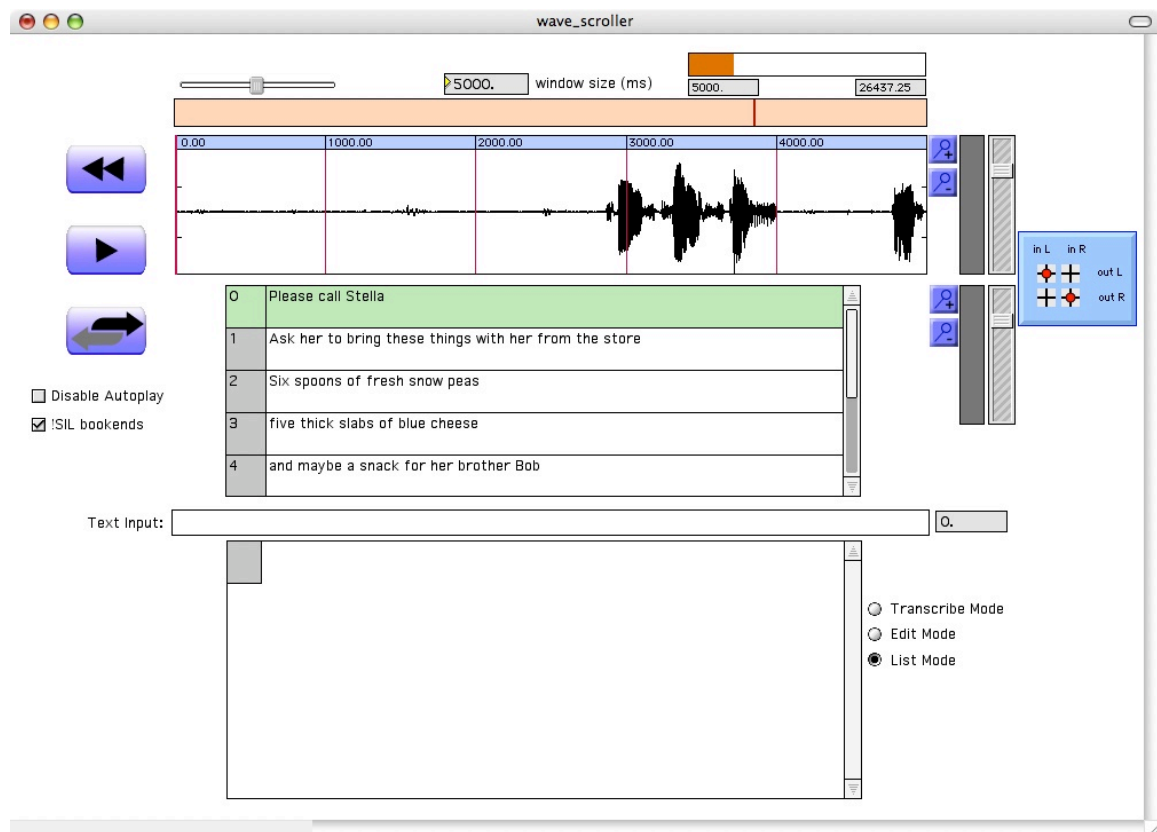 wave_scroller
5000. window size (ms)
5000. 26437.25
0.00 1000.00 2000.00 3000.00 4000.00
in L in R
out L
out R
0 Please call Stella
1 Ask her to bring these things with her from the store
2 Six spoons of fresh snow peas
3 five thick slabs of blue cheese
4 and maybe a snack for her brother Bob
Disable Autoplay
!SIL bookends
Text Input: 0.
Transcribe Mode
Edit Mode
List Mode